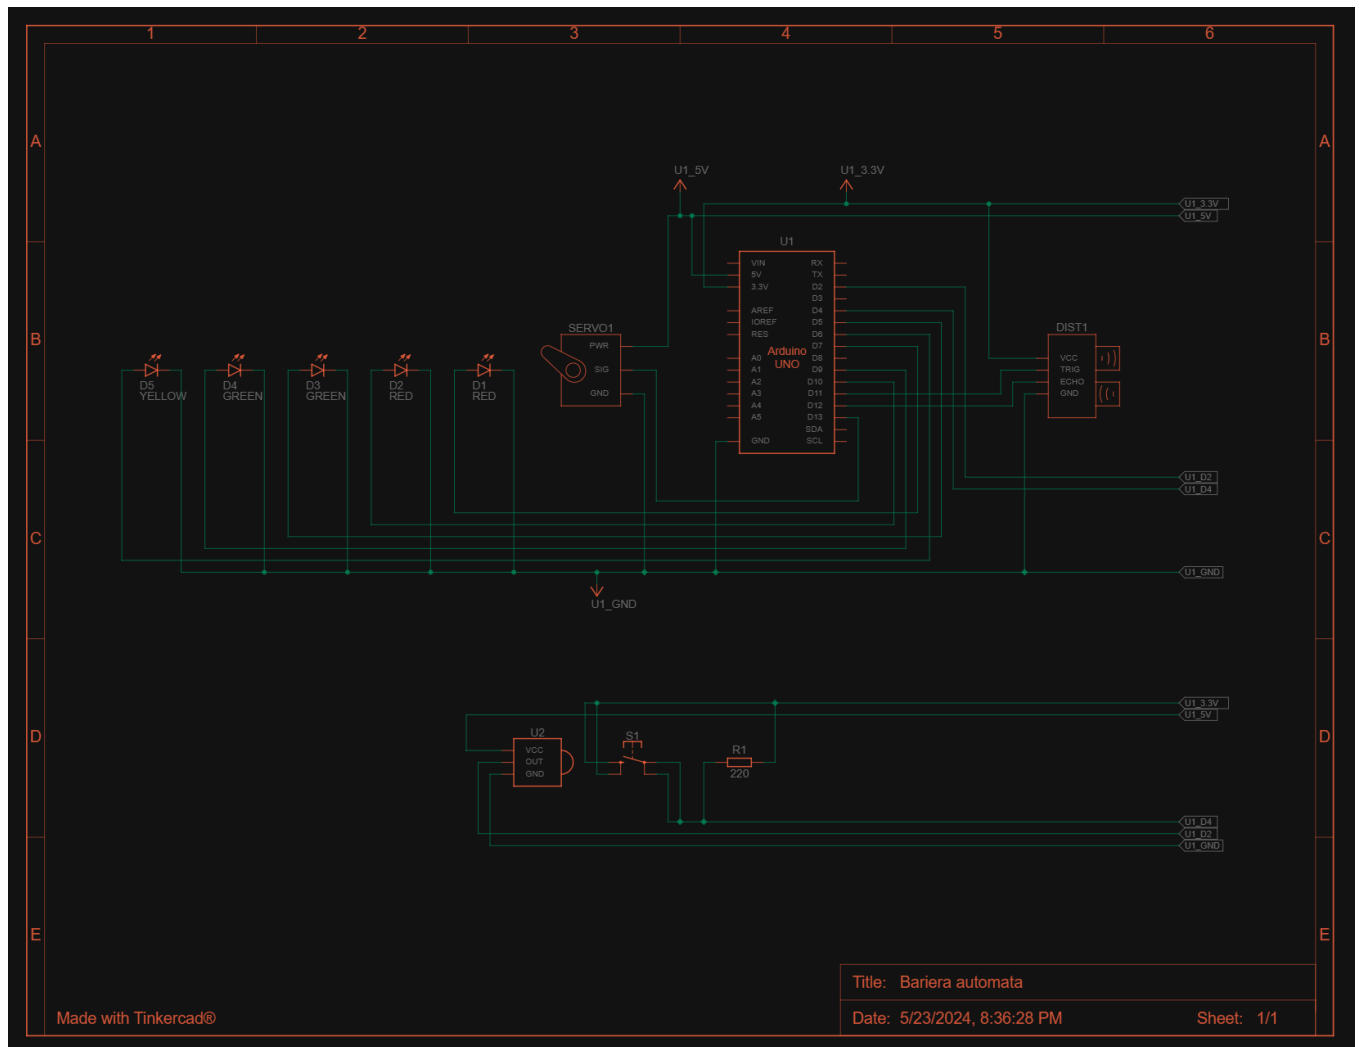 1 2 3 4 5 6
A A
U1_5V U1_3.3V
U1_3.3V
U1_5V
U1
VIN RX
5V TX
3.3V D2
D3
AREF D4
IOREF D5
RES D6
D7
A0 D8
A1 D9
A2 D10
A3 D11
A4 D12
A5 D13
SDA
GND SCL
Arduino
UNO
B B
SERVO1
PWR
SIG
GND
DIST1
VCC
TRIG
ECHO
GND
D5
YELLOW
D4
GREEN
D3
GREEN
D2
RED
D1
RED
U1_D2
U1_D4
C C
U1_GND
U1_GND
U1_3.3V
U1_5V
D D
U2
VCC
OUT
GND
S1
R1
220
U1_D4
U1_D2
U1_GND
E E
Title: Bariera automata
Made with Tinkercad®
Date: 5/23/2024, 8:36:28 PM Sheet: 1/1